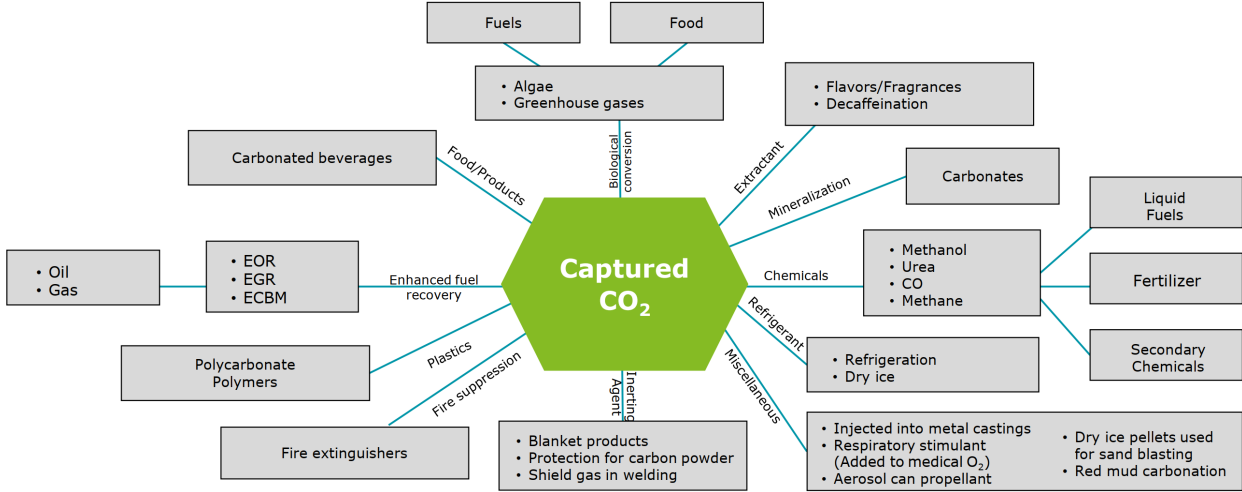 Fuels
Food
• Algae
• Greenhouse gases
• Flavors/Fragrances
• Decaffeination
Carbonated beverages
Food/Products
Biological
conversion
Extractant
Mineralization
Carbonates
Liquid
Fuels
• Oil
• Gas
• EOR
• EGR
• ECBM
Enhanced fuel
recovery
Captured
CO₂
Chemicals
• Methanol
• Urea
• CO
• Methane
Fertilizer
Secondary
Chemicals
Polycarbonate
Polymers
Plastics
Fire suppression
Fire extinguishers
Inerting
Agent
• Blanket products
• Protection for carbon powder
• Shield gas in welding
Refrigerant
• Refrigeration
• Dry ice
Miscellaneous
• Injected into metal castings
• Respiratory stimulant
(Added to medical O₂)
• Aerosol can propellant
• Dry ice pellets used
for sand blasting
• Red mud carbonation